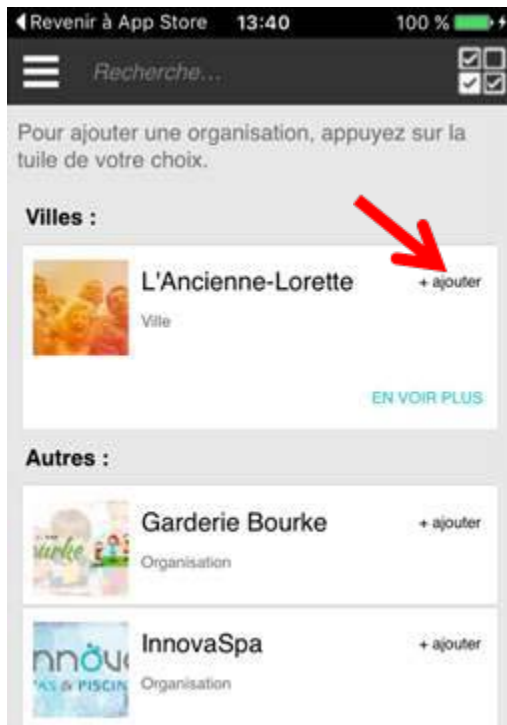 Revenir à App Store 13:40 100 %
Recherche...
Pour ajouter une organisation, appuyez sur la
tuile de votre choix.
Villes :
L'Ancienne-Lorette + ajouter
Ville
EN VOIR PLUS
Autres :
Garderie Bourke + ajouter
Organisation
InnovaSpa + ajouter
Organisation